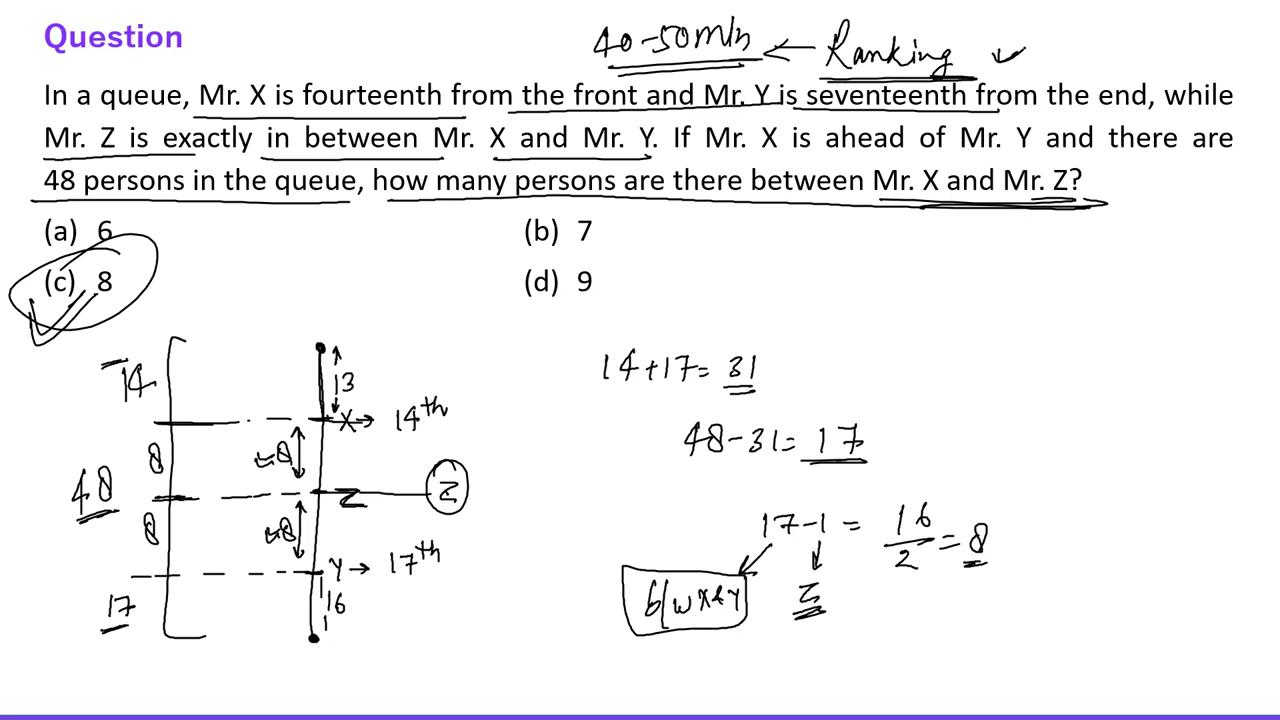 Question
40-50min ← Ranking
In a queue, Mr. X is fourteenth from the front and Mr. Y is seventeenth from the end, while
Mr. Z is exactly in between Mr. X and Mr. Y. If Mr. X is ahead of Mr. Y and there are
48 persons in the queue, how many persons are there between Mr. X and Mr. Z?
(a) 6
(b) 7
(c) 8
(d) 9
14
13
X → 14th
8
8
48
Z
Z
8
8
Y → 17th
17
16
14+17= 31
48-31= 17
17-1 = 16/2 = 8
b/w X&Y
Z